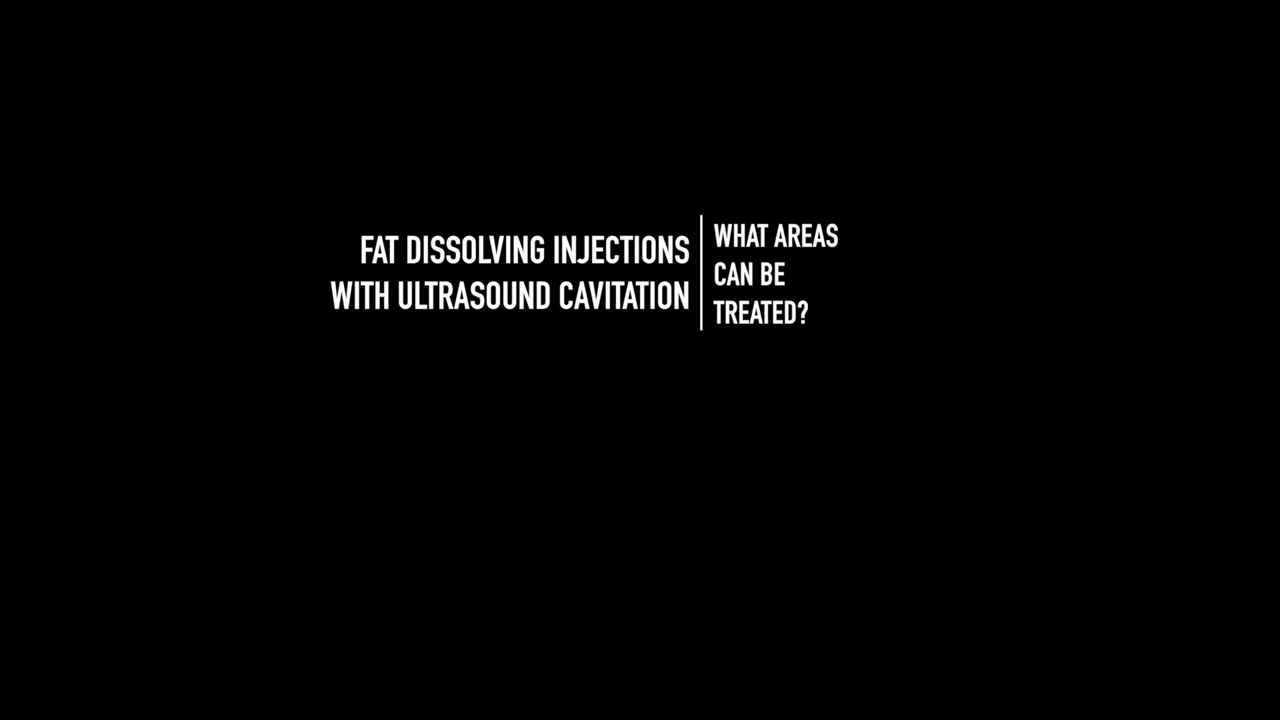 FAT DISSOLVING INJECTIONS
WITH ULTRASOUND CAVITATION
WHAT AREAS
CAN BE
TREATED?